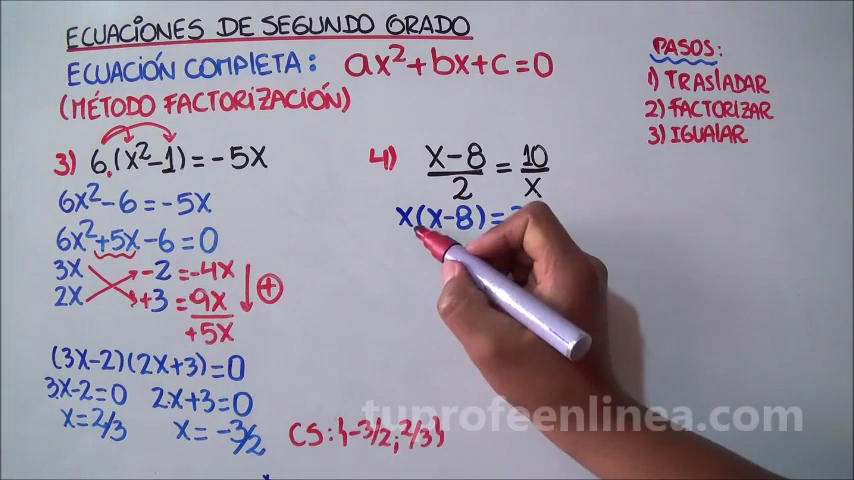 ECUACIONES DE SEGUNDO GRADO
ECUACIÓN COMPLETA: ax²+bx+c=0
(MÉTODO FACTORIZACIÓN)
PASOS:
1) TRASLADAR
2) FACTORIZAR
3) IGUALAR
3) 6.(x²-1)=-5x
6x²-6=-5x
6x²+5x-6=0
3x -2=-4x
2x +3=9x
+5x
(+)
(3x-2)(2x+3)=0
3x-2=0 2x+3=0
x=2/3 x=-3/2
CS:{-3/2;2/3}
4) x-8/2=10/x
x(x-8)=
tuprofeenlinea.com